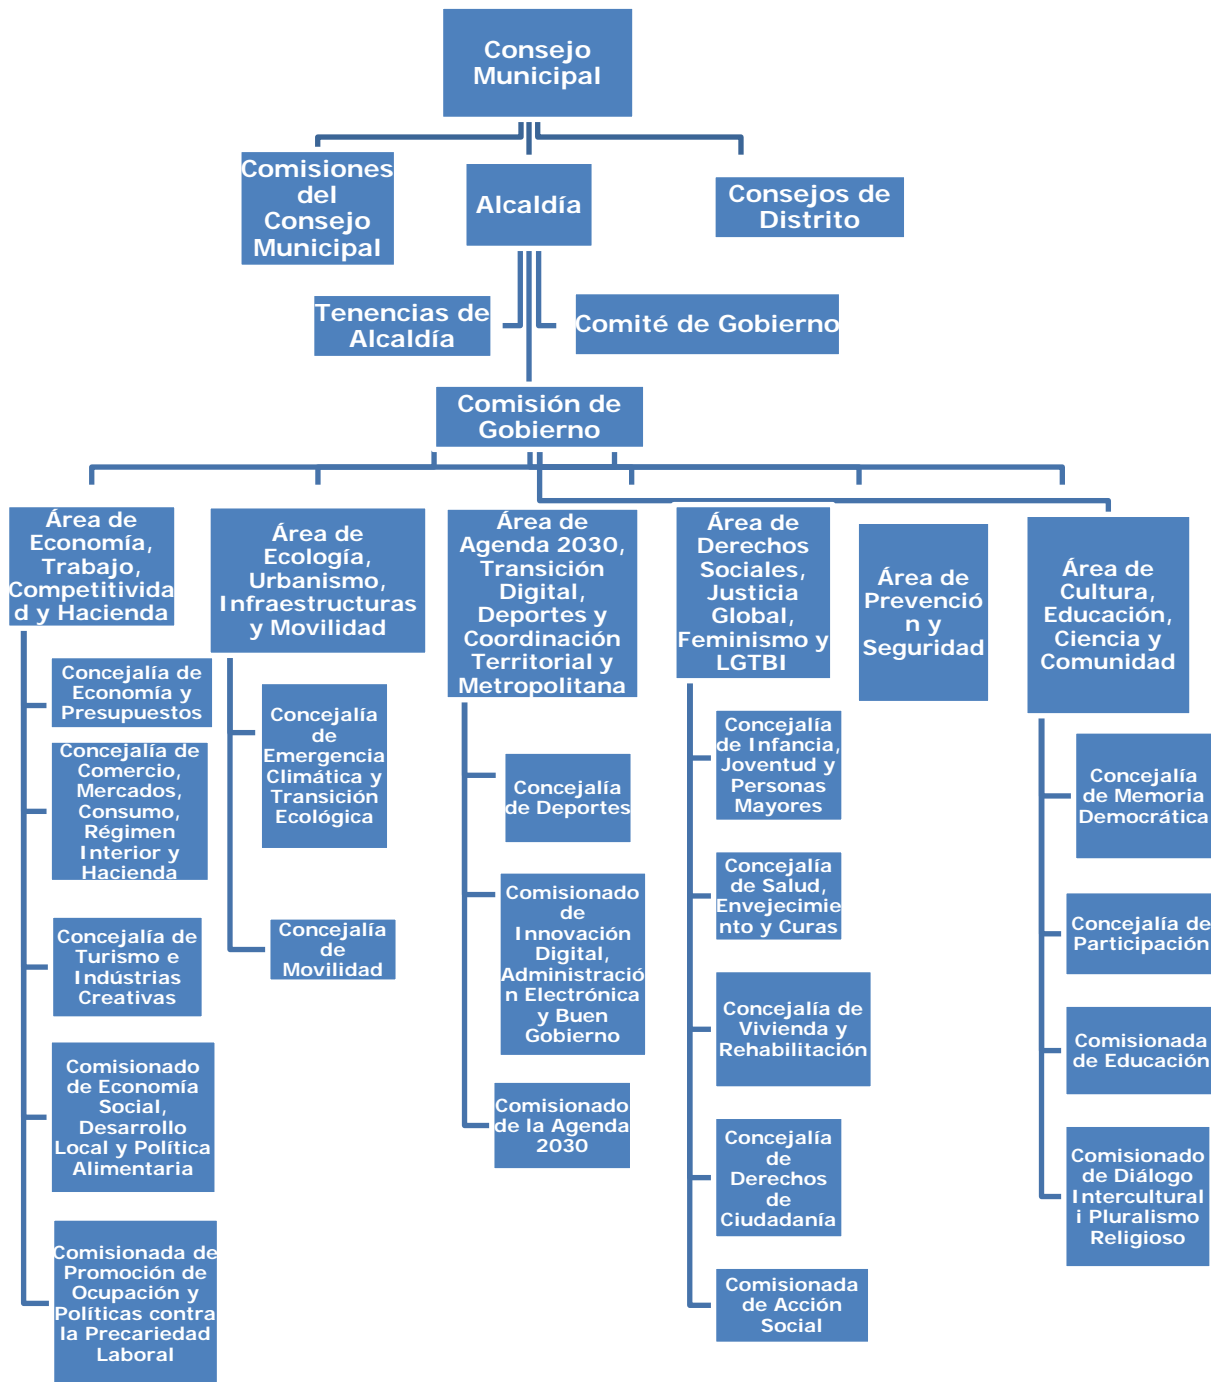 Consejo
Municipal
Comisiones
del
Consejo
Municipal
Alcaldía
Consejos de
Distrito
Tenencias de
Alcaldía
Comité de Gobierno
Comisión de
Gobierno
Área de
Economía,
Trabajo,
Competitivida
d y Hacienda
Concejalía de
Economía y
Presupuestos
Concejalía de
Comercio,
Mercados,
Consumo,
Régimen
Interior y
Hacienda
Concejalía de
Turismo e
Indústrias
Creativas
Comisionado
de Economía
Social,
Desarrollo
Local y Política
Alimentaria
Comisionada de
Promoción de
Ocupación y
Políticas contra
la Precariedad
Laboral
Área de
Ecología,
Urbanismo,
Infraestructuras
y Movilidad
Concejalía
de
Emergencia
Climática y
Transición
Ecológica
Concejalía
de
Movilidad
Área de
Agenda 2030,
Transición
Digital,
Deportes y
Coordinación
Territorial y
Metropolitana
Concejalía
de Deportes
Comisionado
de
Innovación
Digital,
Administració
n Electrónica
y Buen
Gobierno
Comisionado
de la Agenda
2030
Área de
Derechos
Sociales,
Justicia
Global,
Feminismo y
LGTBI
Concejalía
de Infancia,
Joventud y
Personas
Mayores
Concejalía
de Salud,
Envejecimie
nto y Curas
Concejalía de
Vivienda y
Rehabilitación
Concejalía
de
Derechos
de
Ciudadanía
Comisionada
de Acción
Social
Área de
Prevenció
n y
Seguridad
Área de
Cultura,
Educación,
Ciencia y
Comunidad
Concejalía
de Memoria
Democrática
Concejalía de
Participación
Comisionada
de Educación
Comisionado
de Diálogo
Intercultural
i Pluralismo
Religioso